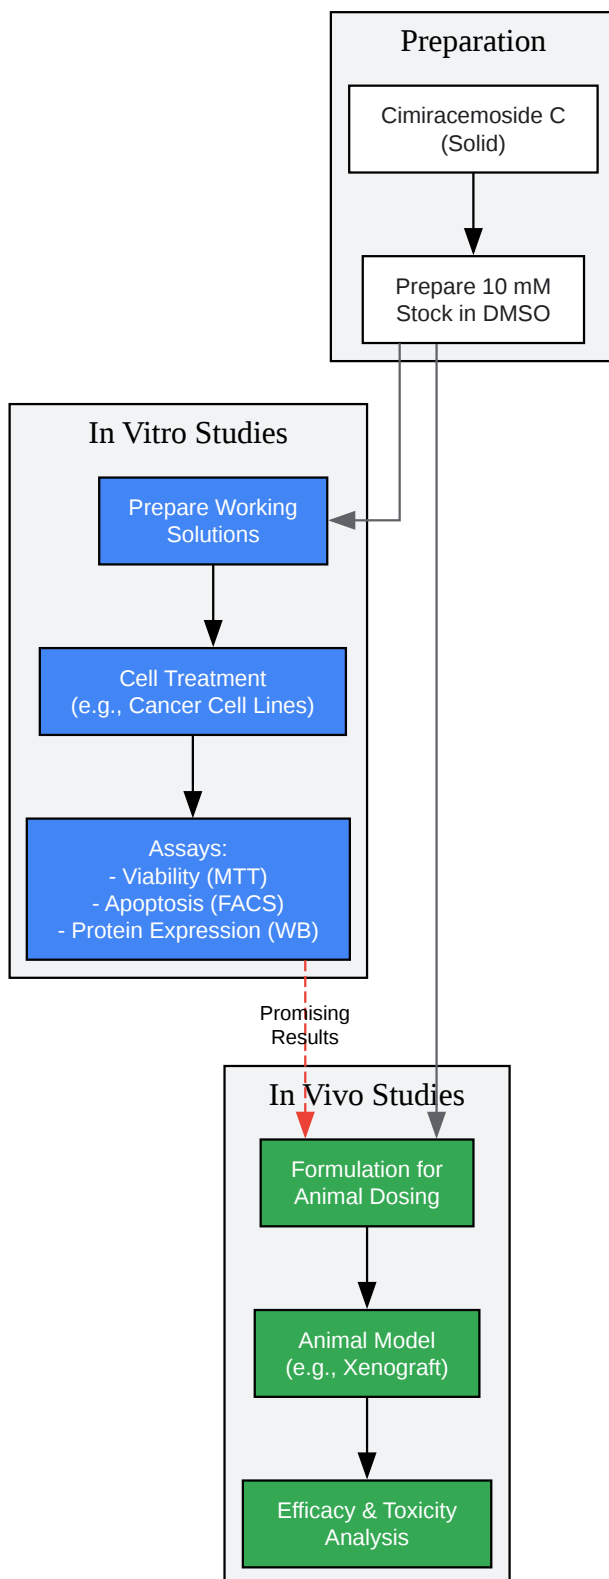 Preparation
Cimiracemoside C
(Solid)
Prepare 10 mM
Stock in DMSO
In Vitro Studies
Prepare Working
Solutions
Cell Treatment
(e.g., Cancer Cell Lines)
Assays:
- Viability (MTT)
- Apoptosis (FACS)
- Protein Expression (WB)
Promising
Results
In Vivo Studies
Formulation for
Animal Dosing
Animal Model
(e.g., Xenograft)
Efficacy & Toxicity
Analysis